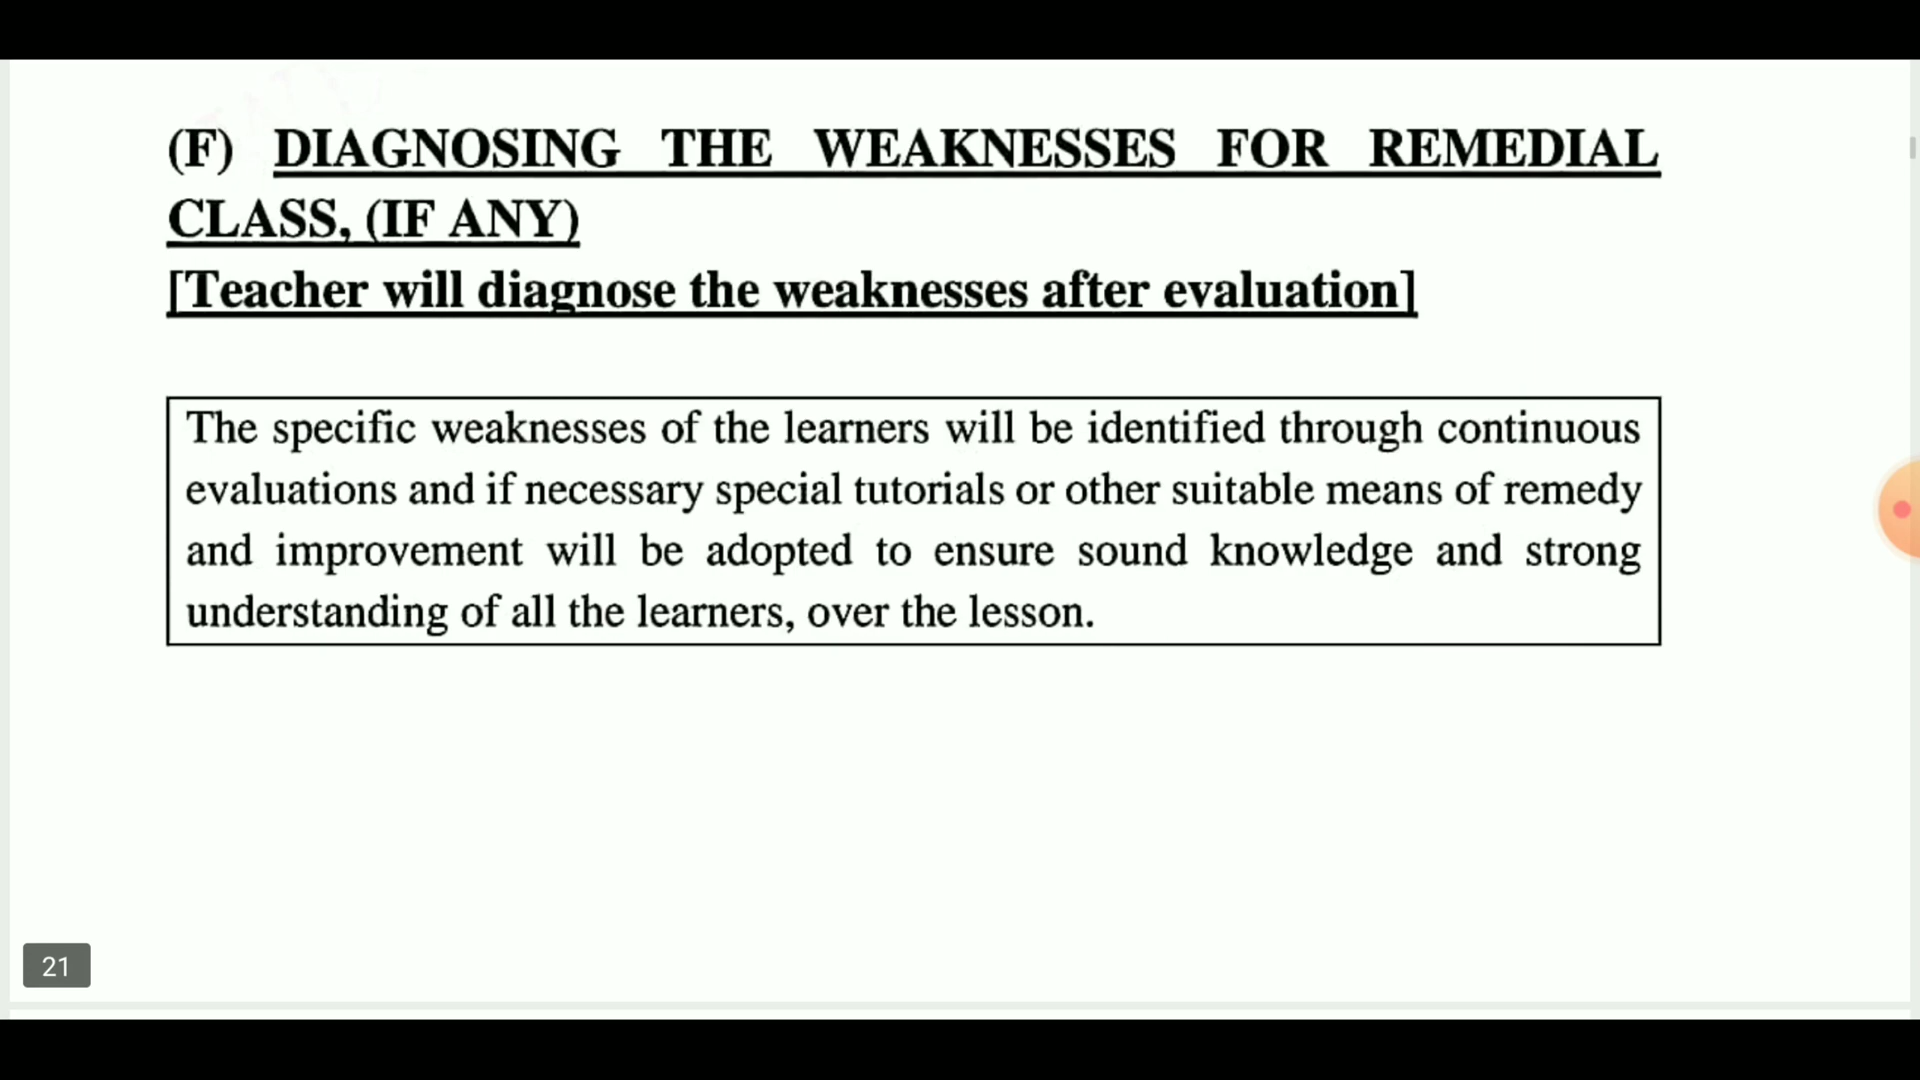 (F) DIAGNOSING THE WEAKNESSES FOR REMEDIAL
CLASS, (IF ANY)
[Teacher will diagnose the weaknesses after evaluation]
The specific weaknesses of the learners will be identified through continuous
evaluations and if necessary special tutorials or other suitable means of remedy
and improvement will be adopted to ensure sound knowledge and strong
understanding of all the learners, over the lesson.
21